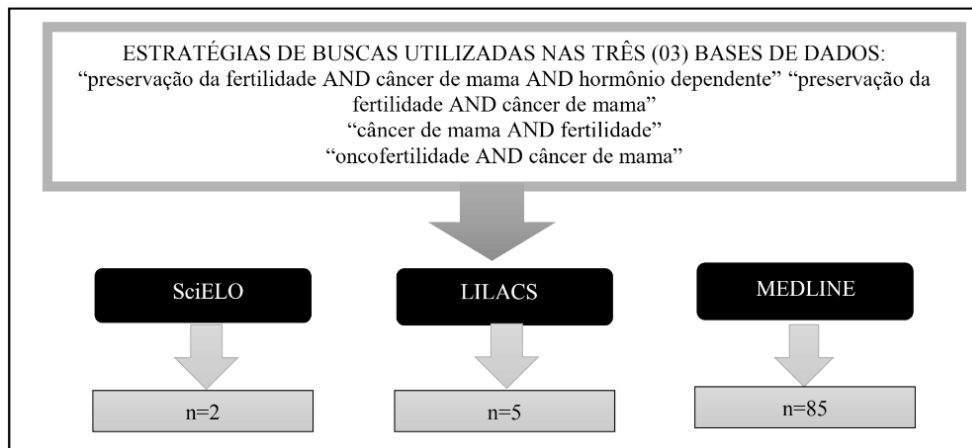 ESTRATÉGIAS DE BUSCAS UTILIZADAS NAS TRÊS (03) BASES DE DADOS:
“preservação da fertilidade AND câncer de mama AND hormônio dependente” “preservação da
fertilidade AND câncer de mama”
“câncer de mama AND fertilidade”
“oncofertilidade AND câncer de mama”
SciELO
LILACS
MEDLINE
n=2
n=5
n=85